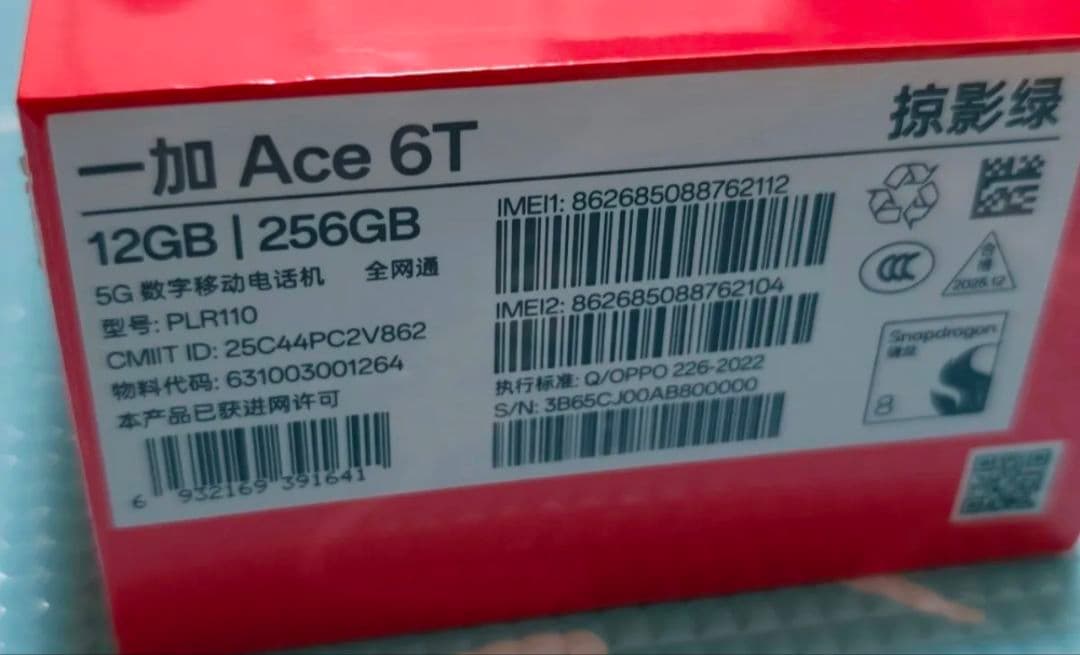 一加 Ace 6T
掠影绿
12GB | 256GB
5G 数字移动电话机 全网通
型号: PLR110
CMIIT ID: 25C44PC2V862
物料代码: 631003001264
本产品已获进网许可
6 932169 391641
IMEI1: 862685088762112
IMEI2: 862685088762104
执行标准: Q/OPPO 226-2022
S/N: 3B65CJ00AB800000
CCC
合格
2025.12
Snapdragon
骁龙
8